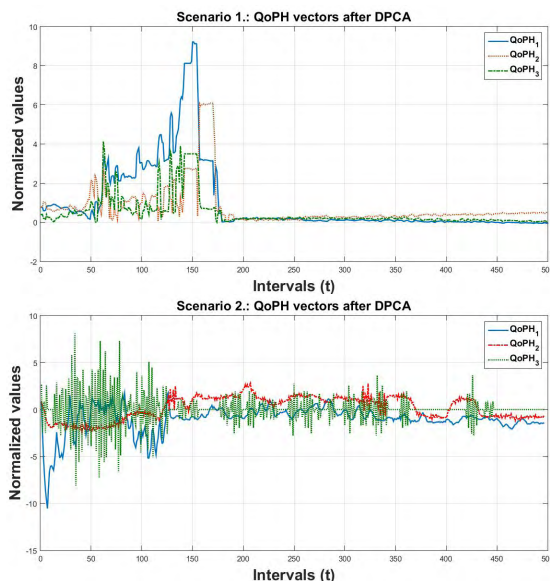 Scenario 1.: QoPH vectors after DPCA
Normalized values
10
8
6
4
2
0
-2
QoPH1
QoPH2
QoPH3
0 50 100 150 200 250 300 350 400 450 500
Intervals (t)
Scenario 2.: QoPH vectors after DPCA
Normalized values
10
5
0
-5
-10
-15
QoPH1
QoPH2
QoPH3
0 50 100 150 200 250 300 350 400 450 500
Intervals (t)